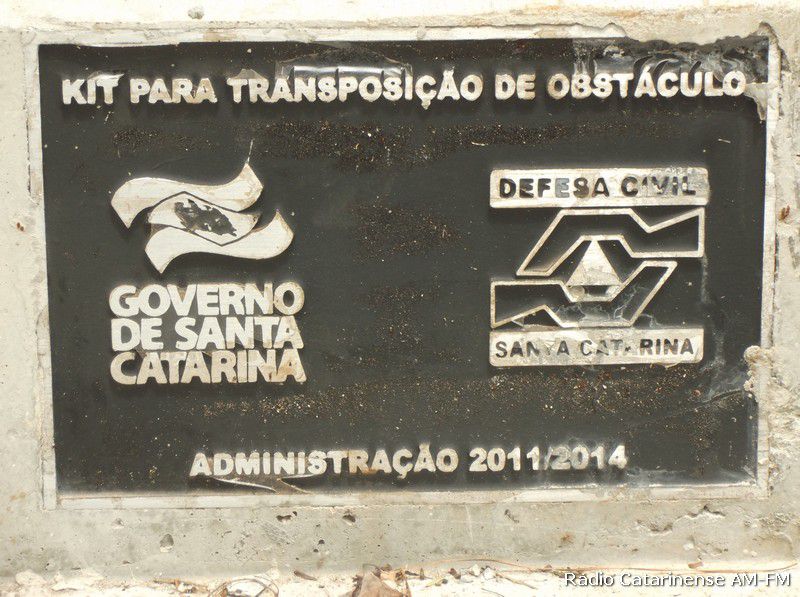 KIT PARA TRANSPOSIÇÃO DE OBSTÁCULO
GOVERNO
DE SANTA
CATARINA
DEFESA CIVIL
SANTA CATARINA
ADMINISTRAÇÃO 2011/2014
Rádio Catarinense AM-FM